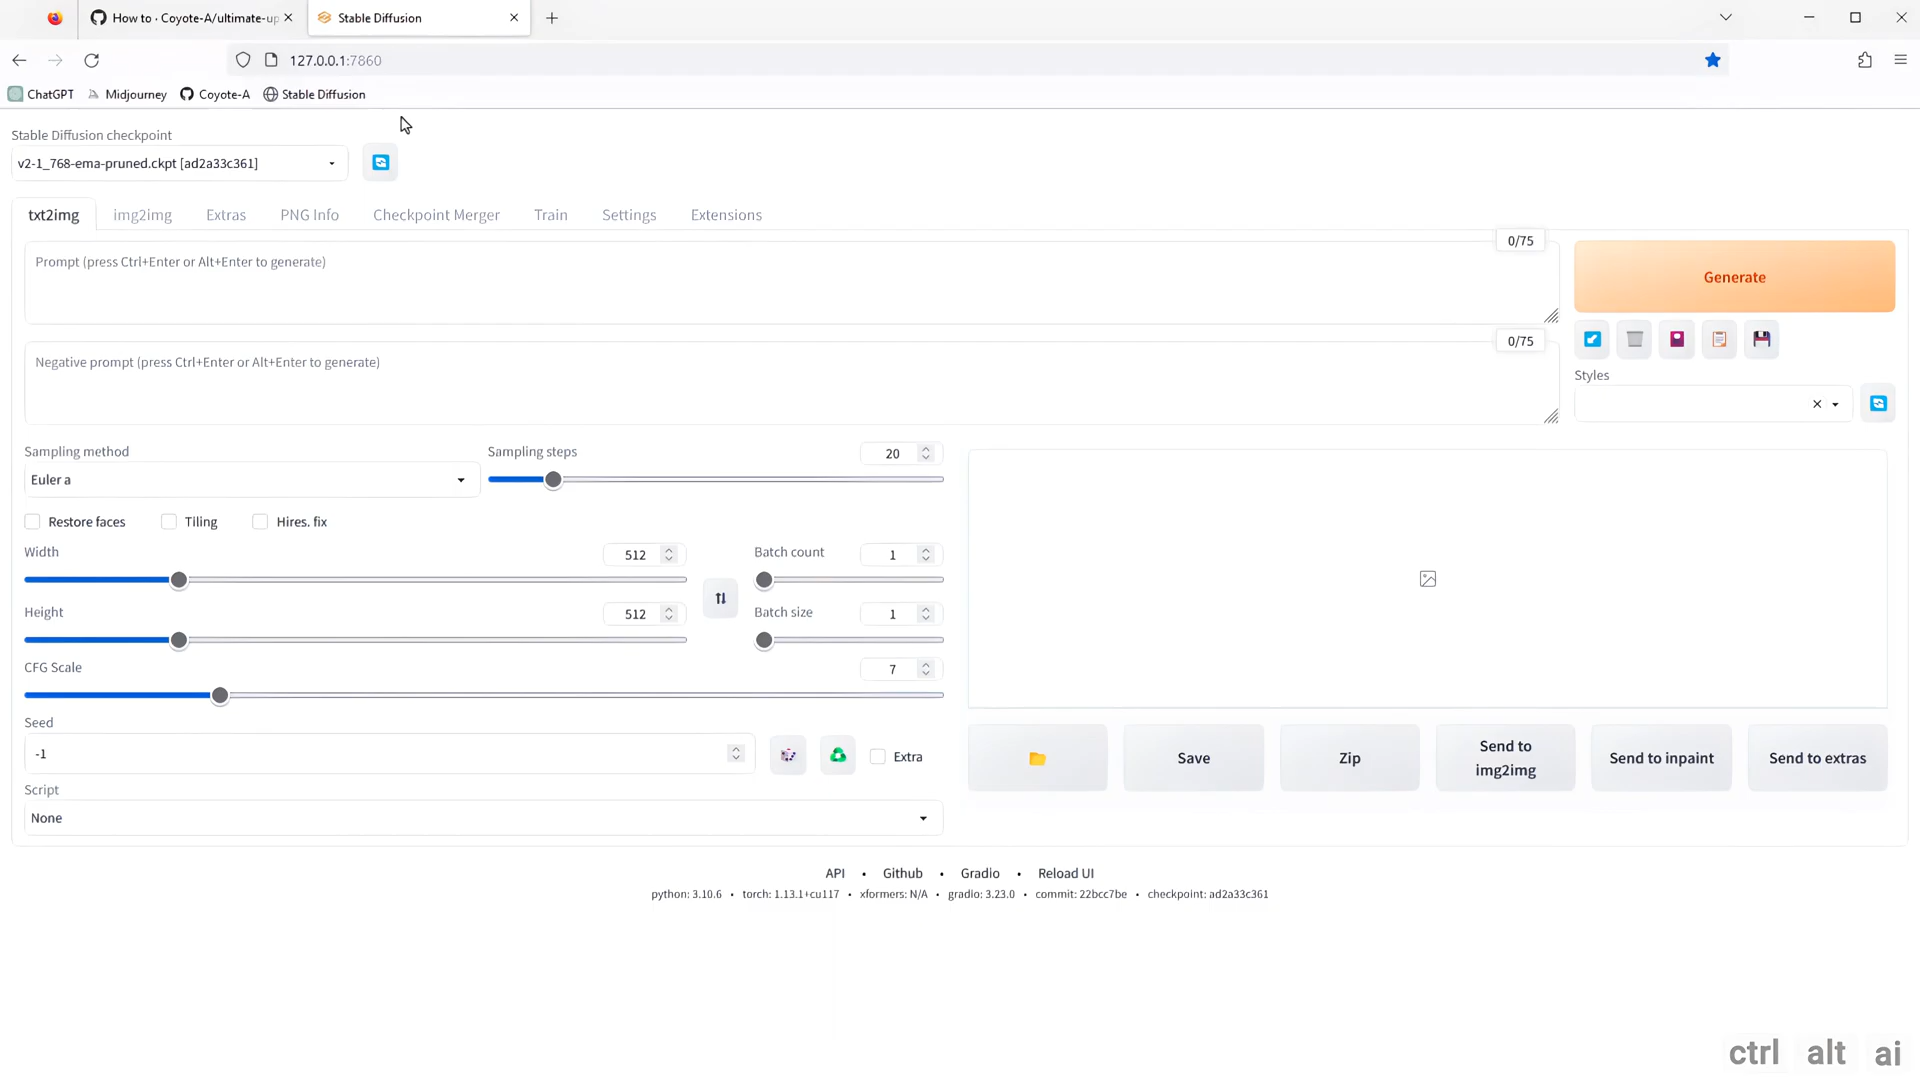 How to · Coyote-A/ultimate-up
Stable Diffusion
127.0.0.1:7860
ChatGPT
Midjourney
Coyote-A
Stable Diffusion
Stable Diffusion checkpoint
v2-1_768-ema-pruned.ckpt [ad2a33c361]
txt2img
img2img
Extras
PNG Info
Checkpoint Merger
Train
Settings
Extensions
0/75
Prompt (press Ctrl+Enter or Alt+Enter to generate)
Generate
0/75
Negative prompt (press Ctrl+Enter or Alt+Enter to generate)
Styles
Sampling method
Euler a
Sampling steps
20
Restore faces
Tiling
Hires. fix
Width
512
Batch count
1
Height
512
Batch size
1
CFG Scale
7
Seed
-1
Extra
Script
None
Save
Zip
Send to
img2img
Send to inpaint
Send to extras
API • Github • Gradio • Reload UI
python: 3.10.6 • torch: 1.13.1+cu117 • xformers: N/A • gradio: 3.23.0 • commit: 22bcc7be • checkpoint: ad2a33c361
ctrl alt ai